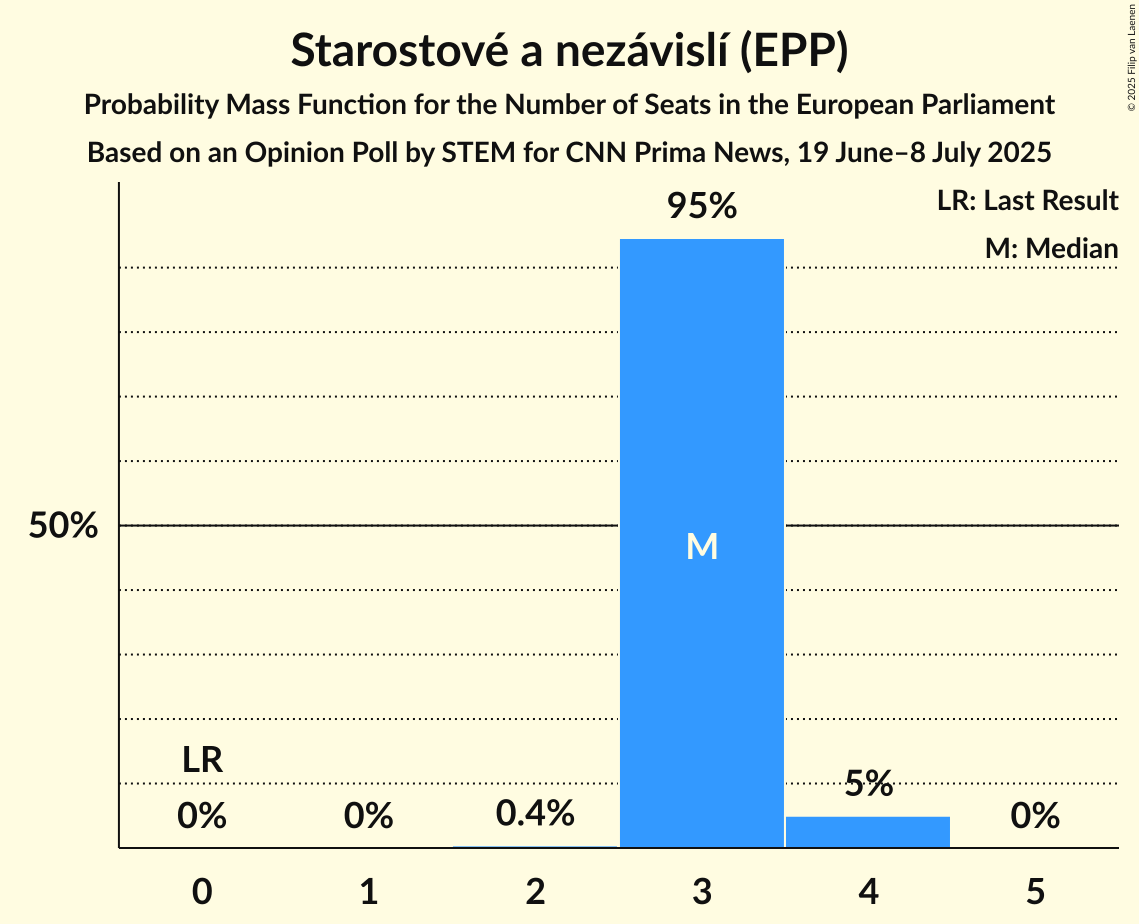 Starostové a nezávislí (EPP)
Probability Mass Function for the Number of Seats in the European Parliament
Based on an Opinion Poll by STEM for CNN Prima News, 19 June–8 July 2025
© 2025 Filip van Laenen
LR: Last Result
M: Median
95%
50%
M
LR
0%
0%
0.4%
5%
0%
0
1
2
3
4
5